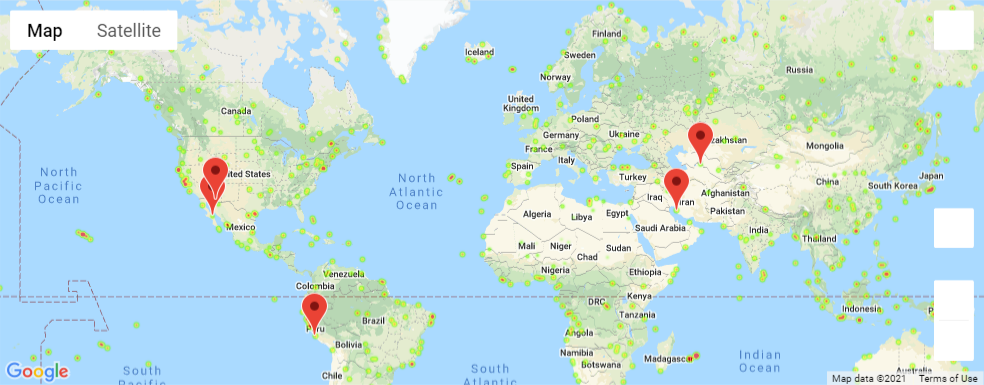 Map
Satellite
Iceland
Finland
Sweden
Norway
Russia
Canada
United
Kingdom
Poland
Germany
Ukraine
France
Italy
Spain
Turkey
Mongolia
China
South Korea
Japan
Iraq
Iran
Afghanistan
Pakistan
North
Pacific
Ocean
North
Atlantic
Ocean
Mexico
Algeria
Libya
Egypt
Saudi Arabia
India
Thailand
Mali
Niger
Chad
Sudan
Nigeria
Ethiopia
Venezuela
Colombia
DRC
Kenya
Tanzania
Indonesia
Peru
Brazil
Bolivia
Angola
Namibia
Botswana
Madagascar
Chile
South
Pacific
South
Atlantic
Indian
Ocean
Australia
Google
Map data ©2021
Terms of Use